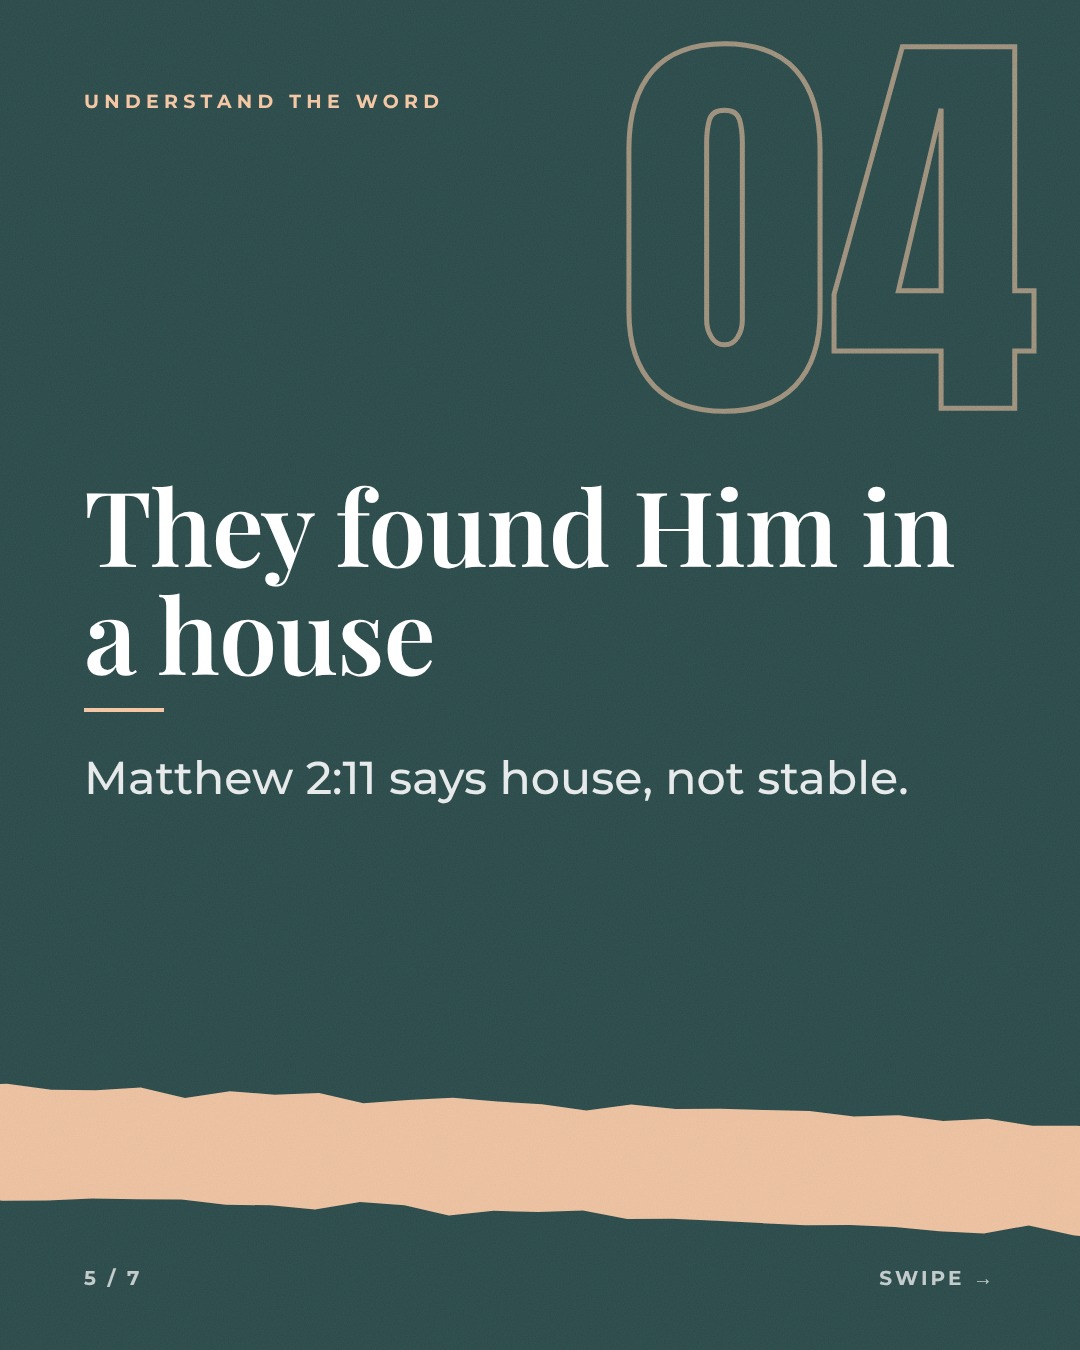 UNDERSTAND THE WORD
04
They found Him in
a house
Matthew 2:11 says house, not stable.
5 / 7
SWIPE →